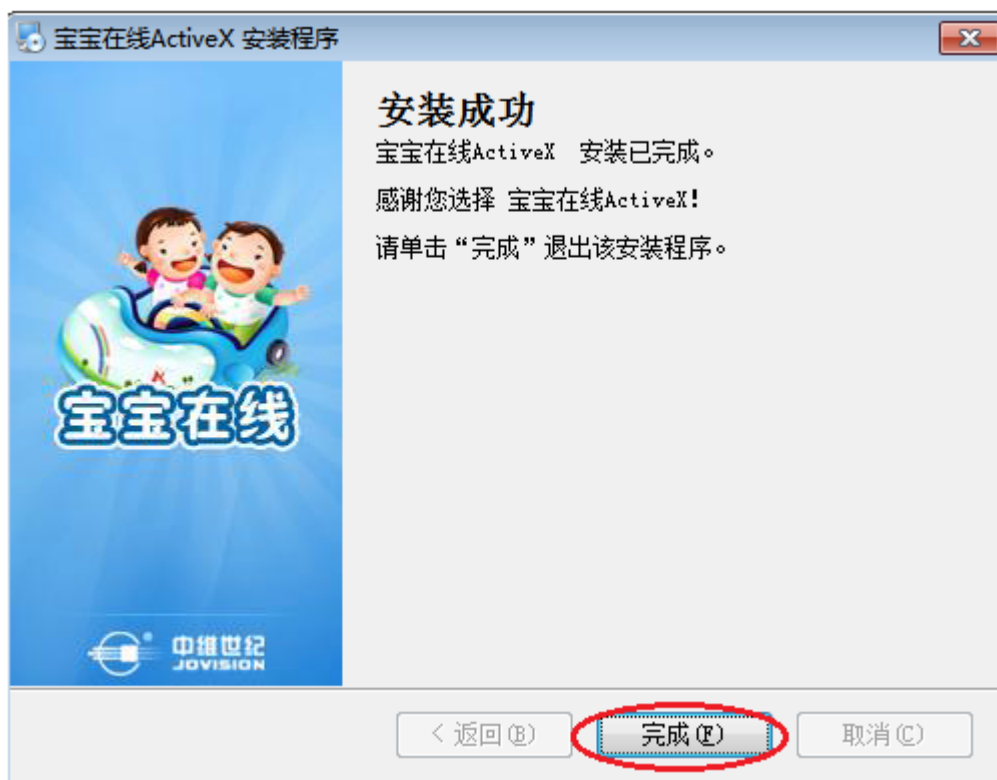 宝宝在线ActiveX 安装程序
安装成功
宝宝在线ActiveX 安装已完成。
感谢您选择 宝宝在线ActiveX!
请单击“完成”退出该安装程序。
宝宝在线
中维世纪
JOVISION
< 返回(B)
完成(F)
取消(C)